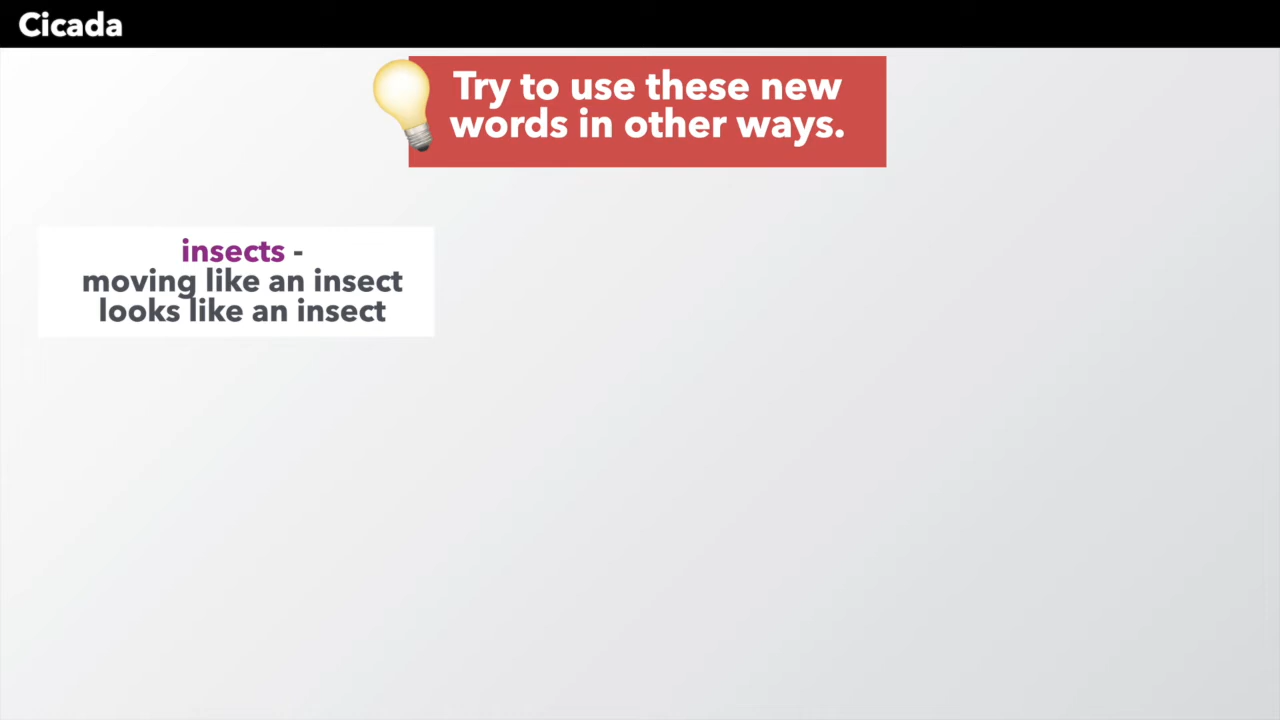 Cicada
Try to use these new
words in other ways.
insects -
moving like an insect
looks like an insect